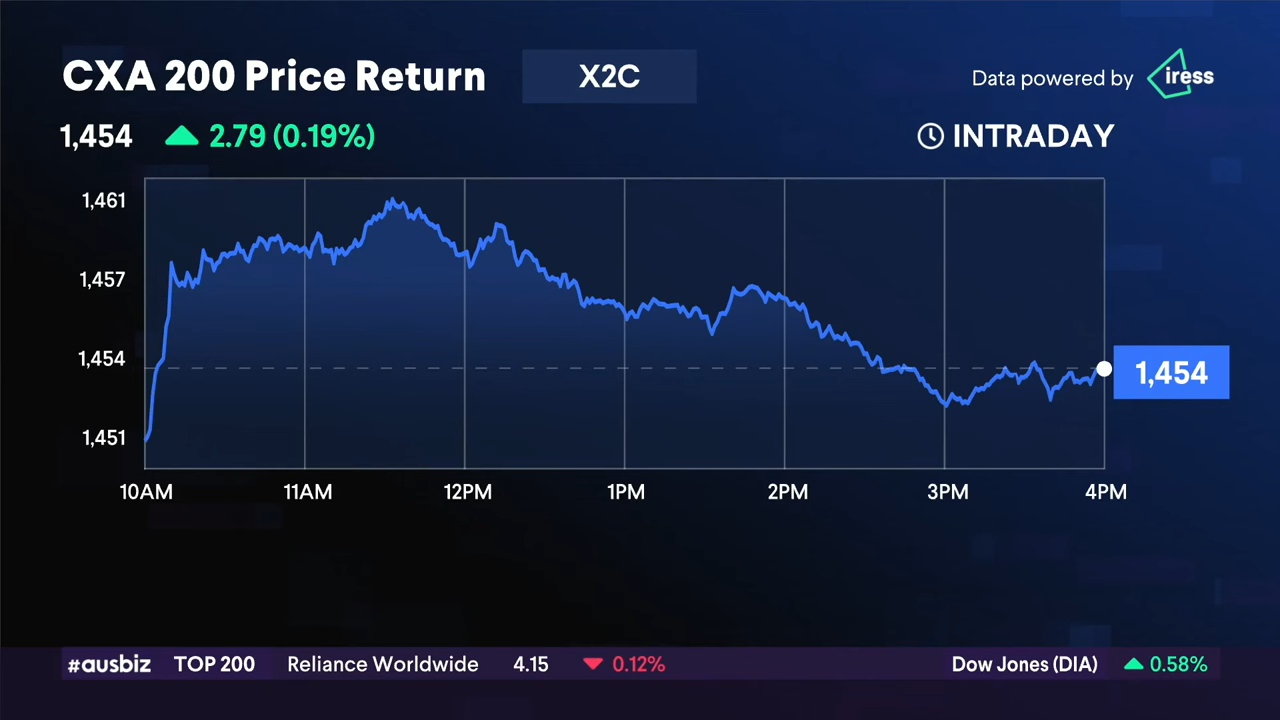 CXA 200 Price Return
X2C
Data powered by iress
1,454 ▲ 2.79 (0.19%)
INTRADAY
1,461
1,457
1,454
1,451
1,454
10AM 11AM 12PM 1PM 2PM 3PM 4PM
#ausbiz TOP 200 Reliance Worldwide 4.15 ▼ 0.12% Dow Jones (DIA) ▲ 0.58%